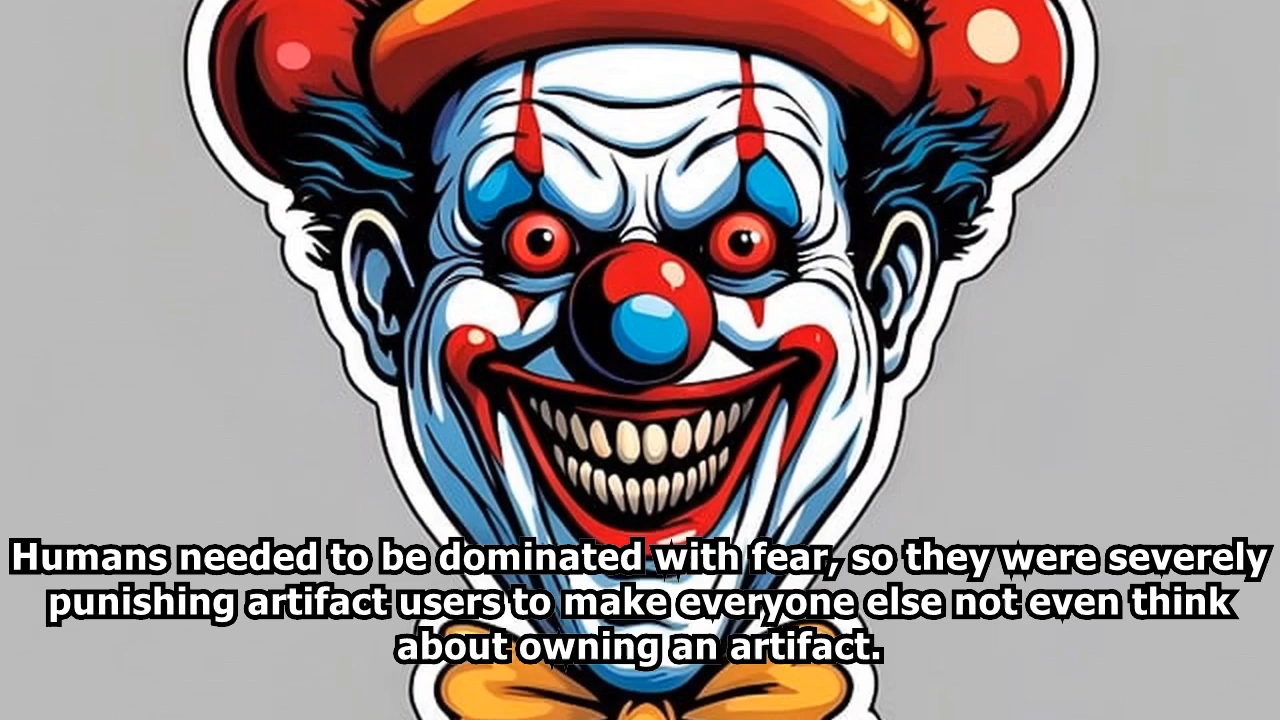 Humans needed to be dominated with fear, so they were severely
punishing artifact users to make everyone else not even think
about owning an artifact.